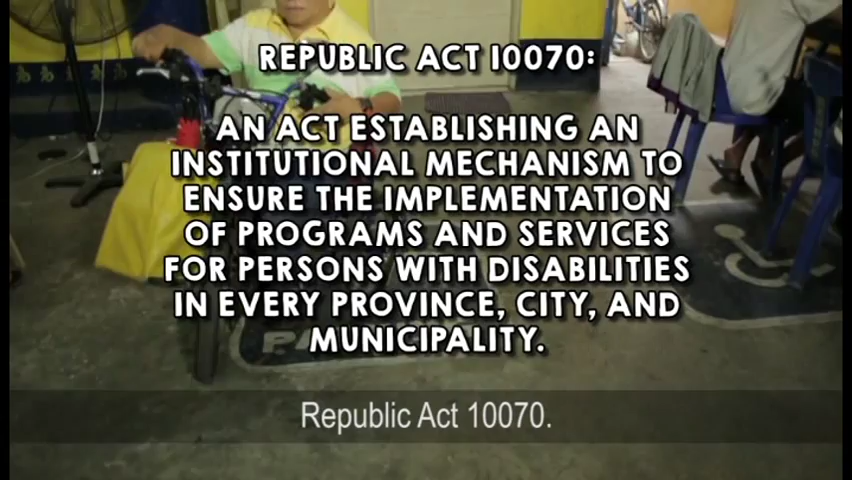 REPUBLIC ACT 10070:
AN ACT ESTABLISHING AN
INSTITUTIONAL MECHANISM TO
ENSURE THE IMPLEMENTATION
OF PROGRAMS AND SERVICES
FOR PERSONS WITH DISABILITIES
IN EVERY PROVINCE, CITY, AND
MUNICIPALITY.
Republic Act 10070.